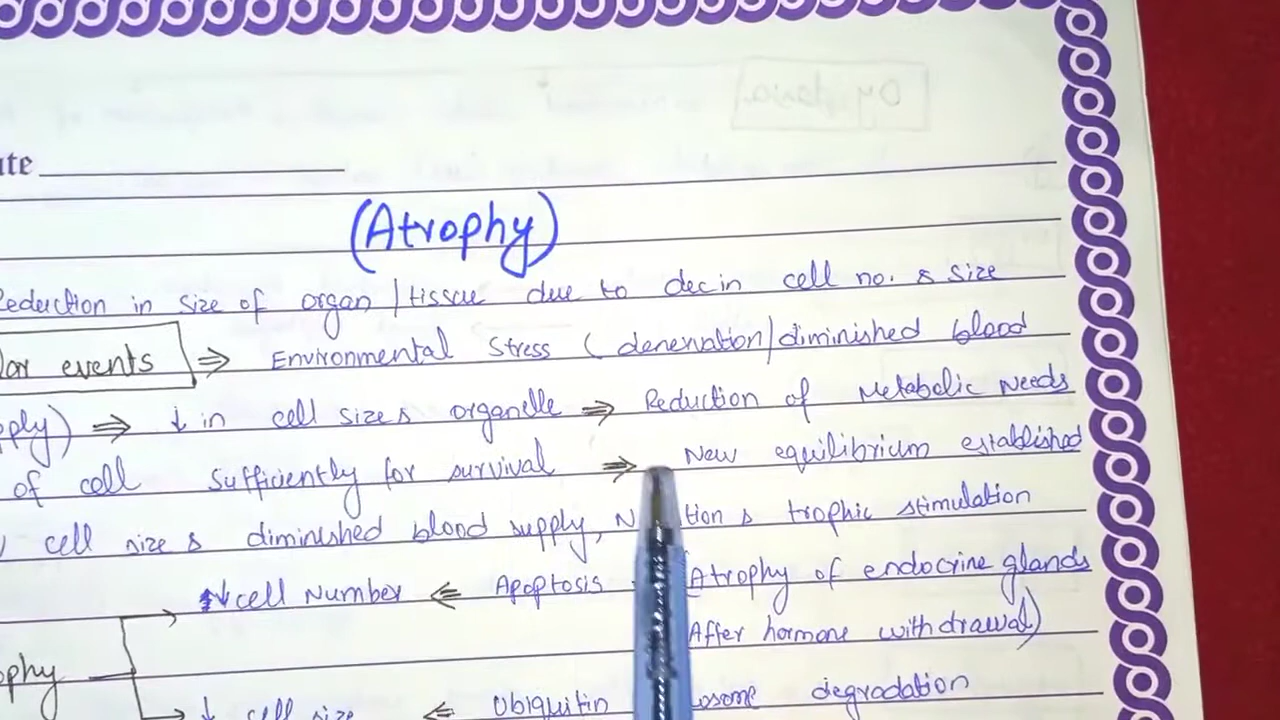 ate
(Atrophy)
Reduction in size of organ / tissue due to dec in cell no. & size
lar events ⇒ Environmental Stress ( denervation / diminished blood
pply) ⇒ ↓ in cell size & organelle ⇒ Reduction of Metabolic Needs
of cell Sufficiently for survival ⇒ New equilibrium established
cell size & diminished blood supply, N tion & trophic stimulation
↓ cell Number ⇐ Apoptosis (Atrophy of endocrine glands
After hormone withdrawal)
ophy
↓ cell size ⇐ Ubiquitin osome degradation